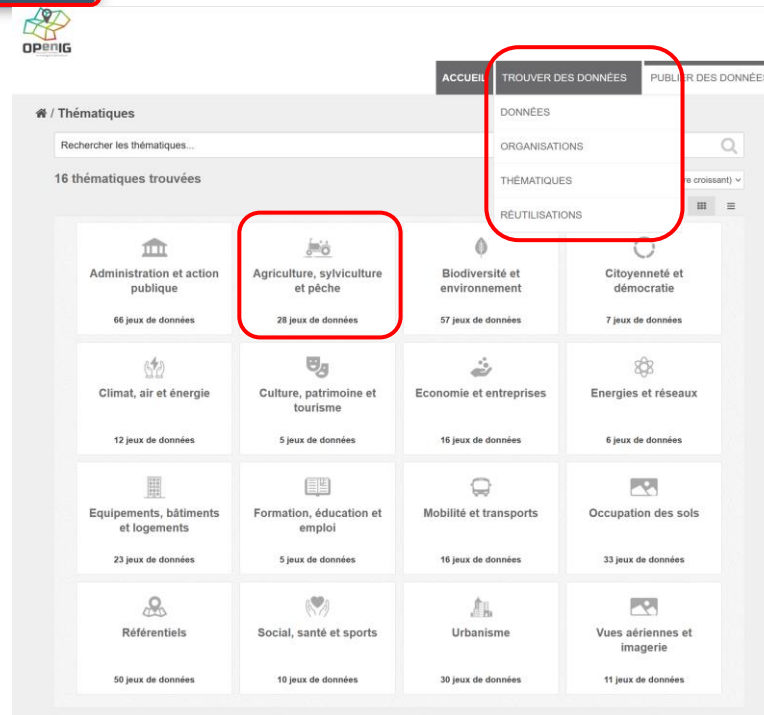 OPenIG
ACCUEIL TROUVER DES DONNÉES PUBLIER DES DONNÉES
/ Thématiques
DONNÉES
Rechercher les thématiques...
ORGANISATIONS
16 thématiques trouvées
THÉMATIQUES
croissant)
RÉUTILISATIONS
Administration et action
publique
66 jeux de données
Agriculture, sylviculture
et pêche
28 jeux de données
Biodiversité et
environnement
57 jeux de données
Citoyenneté et
démocratie
7 jeux de données
Climat, air et énergie
12 jeux de données
Culture, patrimoine et
tourisme
5 jeux de données
Economie et entreprises
16 jeux de données
Energies et réseaux
6 jeux de données
Equipements, bâtiments
et logements
23 jeux de données
Formation, éducation et
emploi
5 jeux de données
Mobilité et transports
16 jeux de données
Occupation des sols
33 jeux de données
Référentiels
50 jeux de données
Social, santé et sports
10 jeux de données
Urbanisme
30 jeux de données
Vues aériennes et
imagerie
11 jeux de données